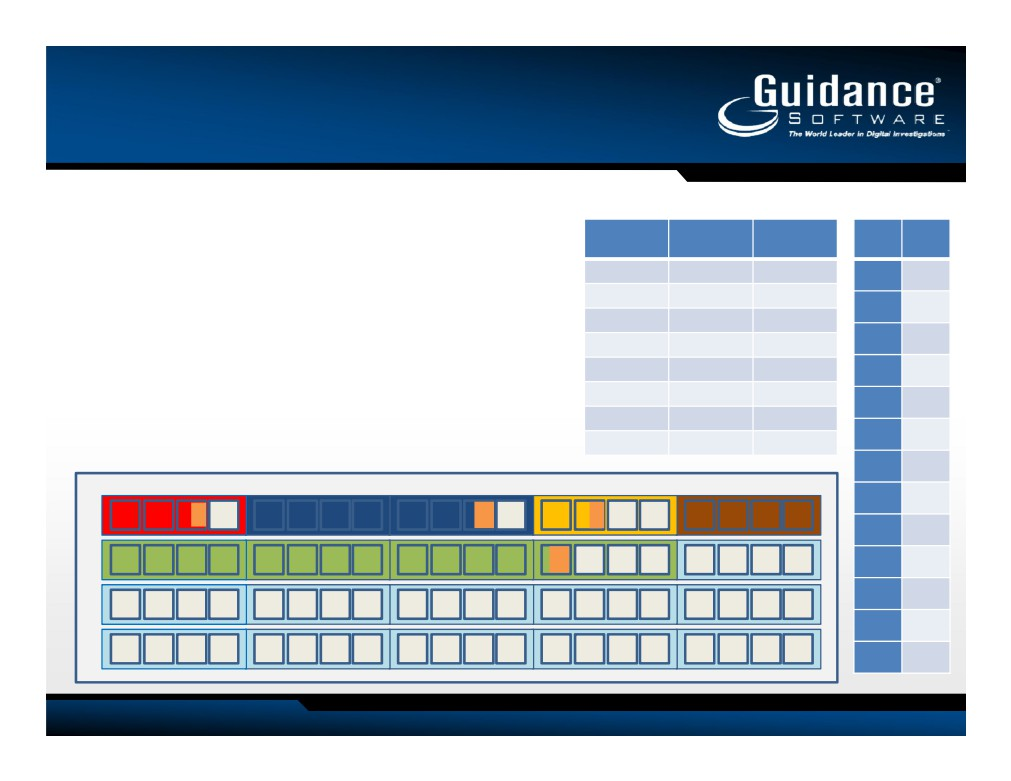 Guidance®
SOFTWARE
The World Leader in Digital Investigations